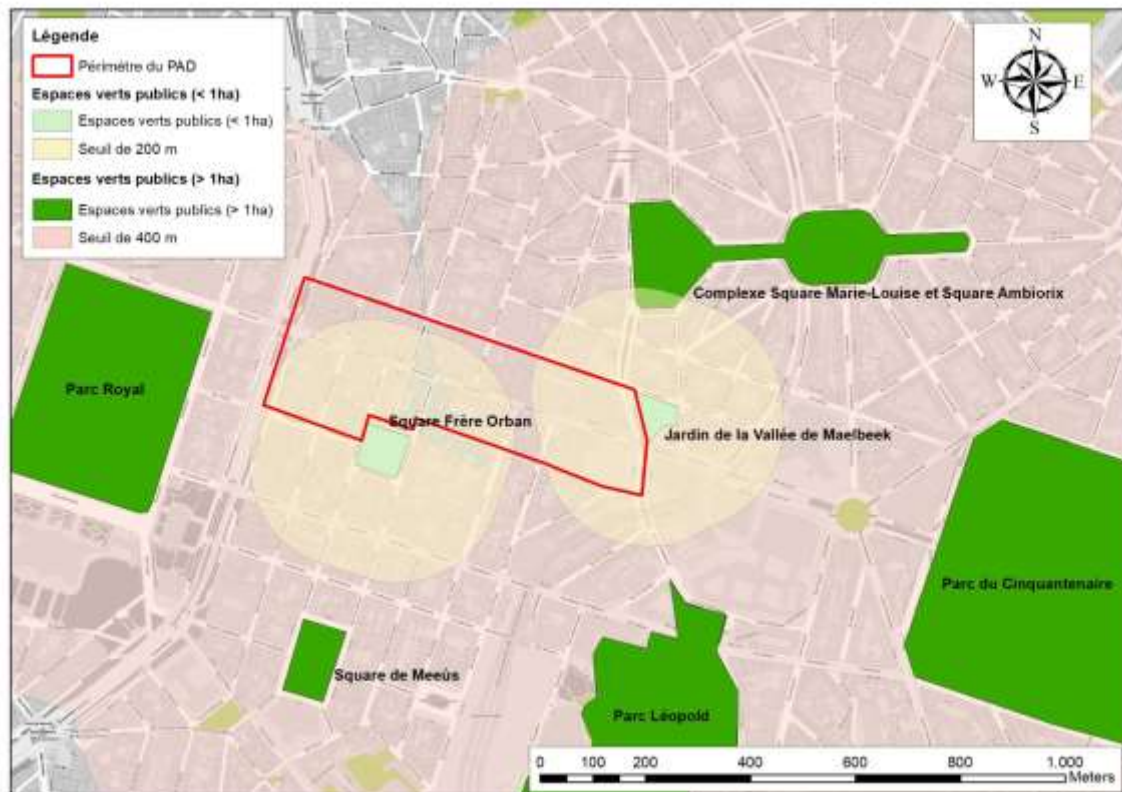 Légende
Périmètre du PAD
Espaces verts publics (< 1ha)
Espaces verts publics (< 1ha)
Seuil de 200 m
Espaces verts publics (> 1ha)
Espaces verts publics (> 1ha)
Seuil de 400 m
N
W E
S
Complexe Square Marie-Louise et Square Ambiorix
Parc Royal
Square Frère Orban
Jardin de la Vallée de Maelbeek
Parc du Cinquantenaire
Square de Meeûs
Parc Léopold
0 100 200 400 600 800 1,000
Meters